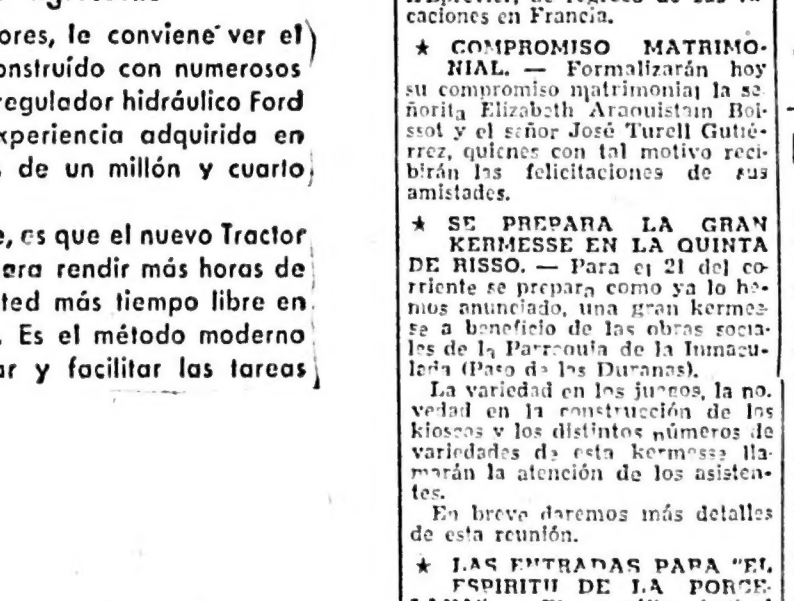 ores, le conviene ver el
onstruído con numerosos
regulador hidráulico Ford
xperiencia adquirida en
de un millón y cuarto
e, es que el nuevo Tractor
ara rendir más horas de
ted más tiempo libre en
. Es el método moderno
ar y facilitar las tareas
caciones en Francia.
★ COMPROMISO MATRIMO-
NIAL. — Formalizarán hoy
su compromiso matrimonial la se
ñorita Elizabeth Araquistain Boi-
ssot y el señor José Turell Gutié-
rrez, quienes con tal motivo reci-
birán las felicitaciones de sus
amistades.
★ SE PREPARA LA GRAN
KERMESSE EN LA QUINTA
DE RISSO. — Para el 21 del co-
rriente se prepara como ya lo he-
mos anunciado, una gran kermes-
se a beneficio de las obras socia-
les de la Parroquia de la Inmacu-
lada (Paso de las Duranas).
La variedad en los juegos, la no.
vedad en la construcción de los
kioscos y los distintos números de
variedades de esta kermesse lla-
marán la atención de los asisten-
tes.
En breve daremos más detalles
de esta reunión.
★ LAS ENTRADAS PARA "EL
ESPIRITU DE LA PORCE-